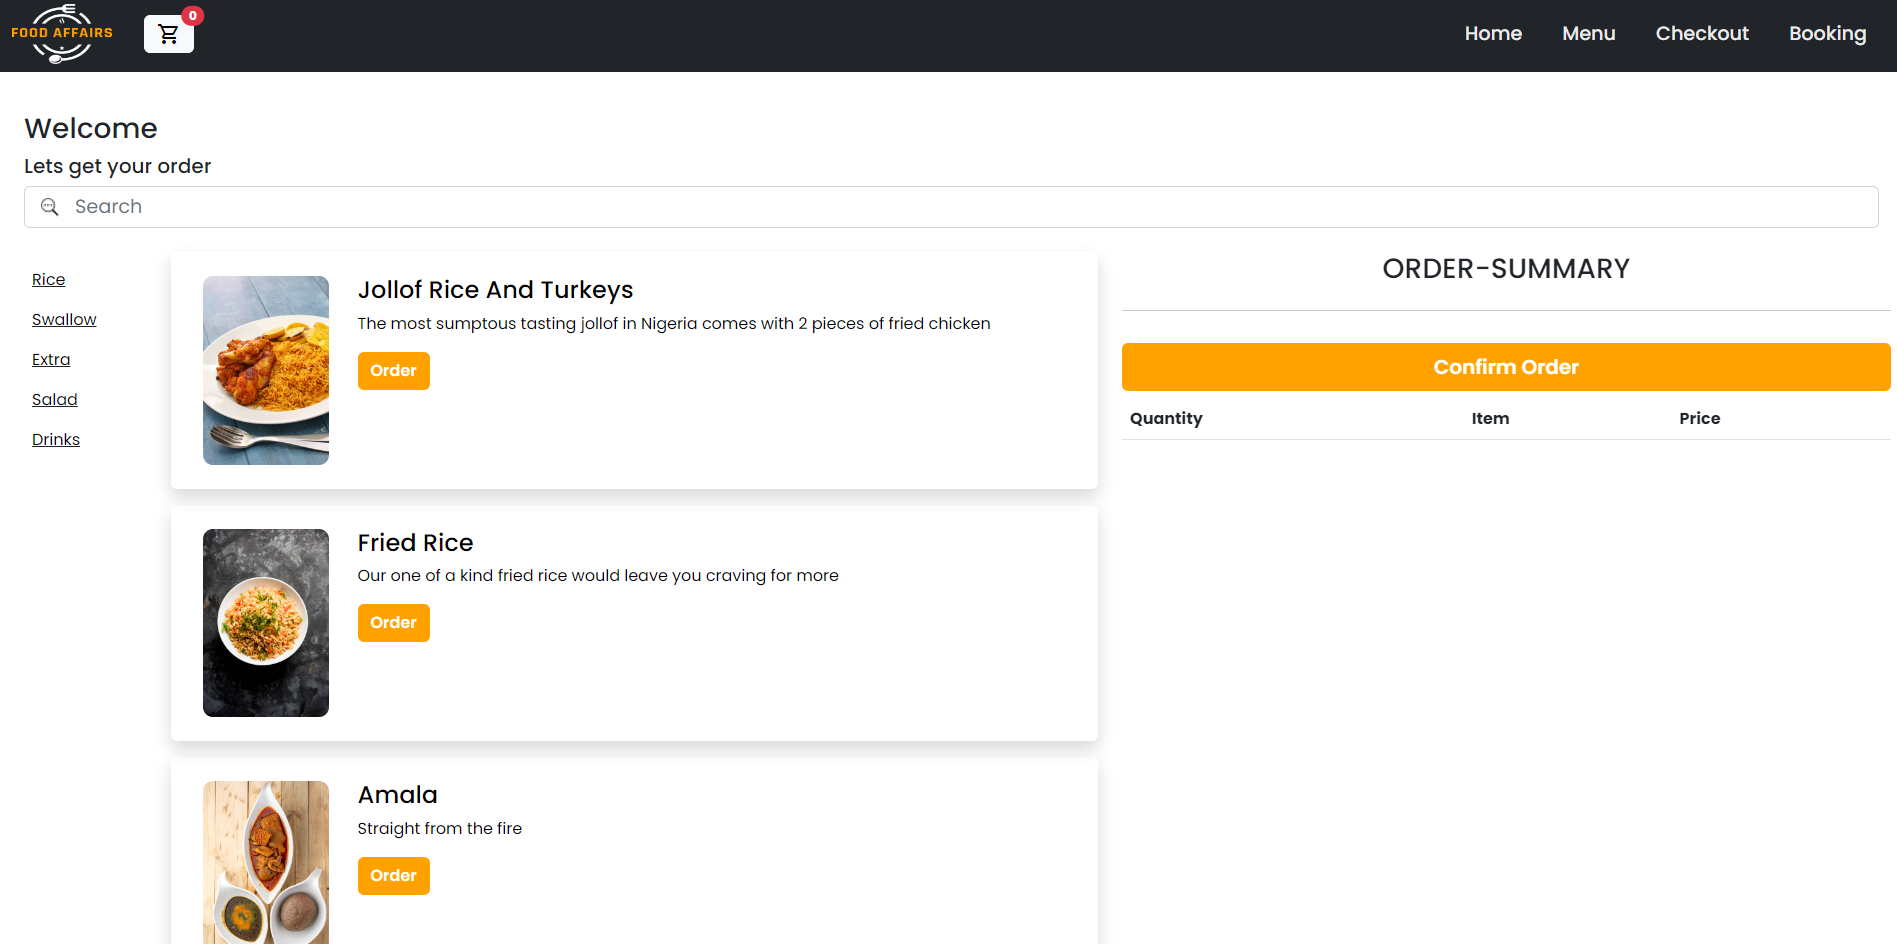 FOOD AFFAIRS
0
Home
Menu
Checkout
Booking
Welcome
Lets get your order
Search
Rice
Swallow
Extra
Salad
Drinks
Jollof Rice And Turkeys
The most sumptous tasting jollof in Nigeria comes with 2 pieces of fried chicken
Order
Fried Rice
Our one of a kind fried rice would leave you craving for more
Order
Amala
Straight from the fire
Order
ORDER-SUMMARY
Confirm Order
Quantity Item Price